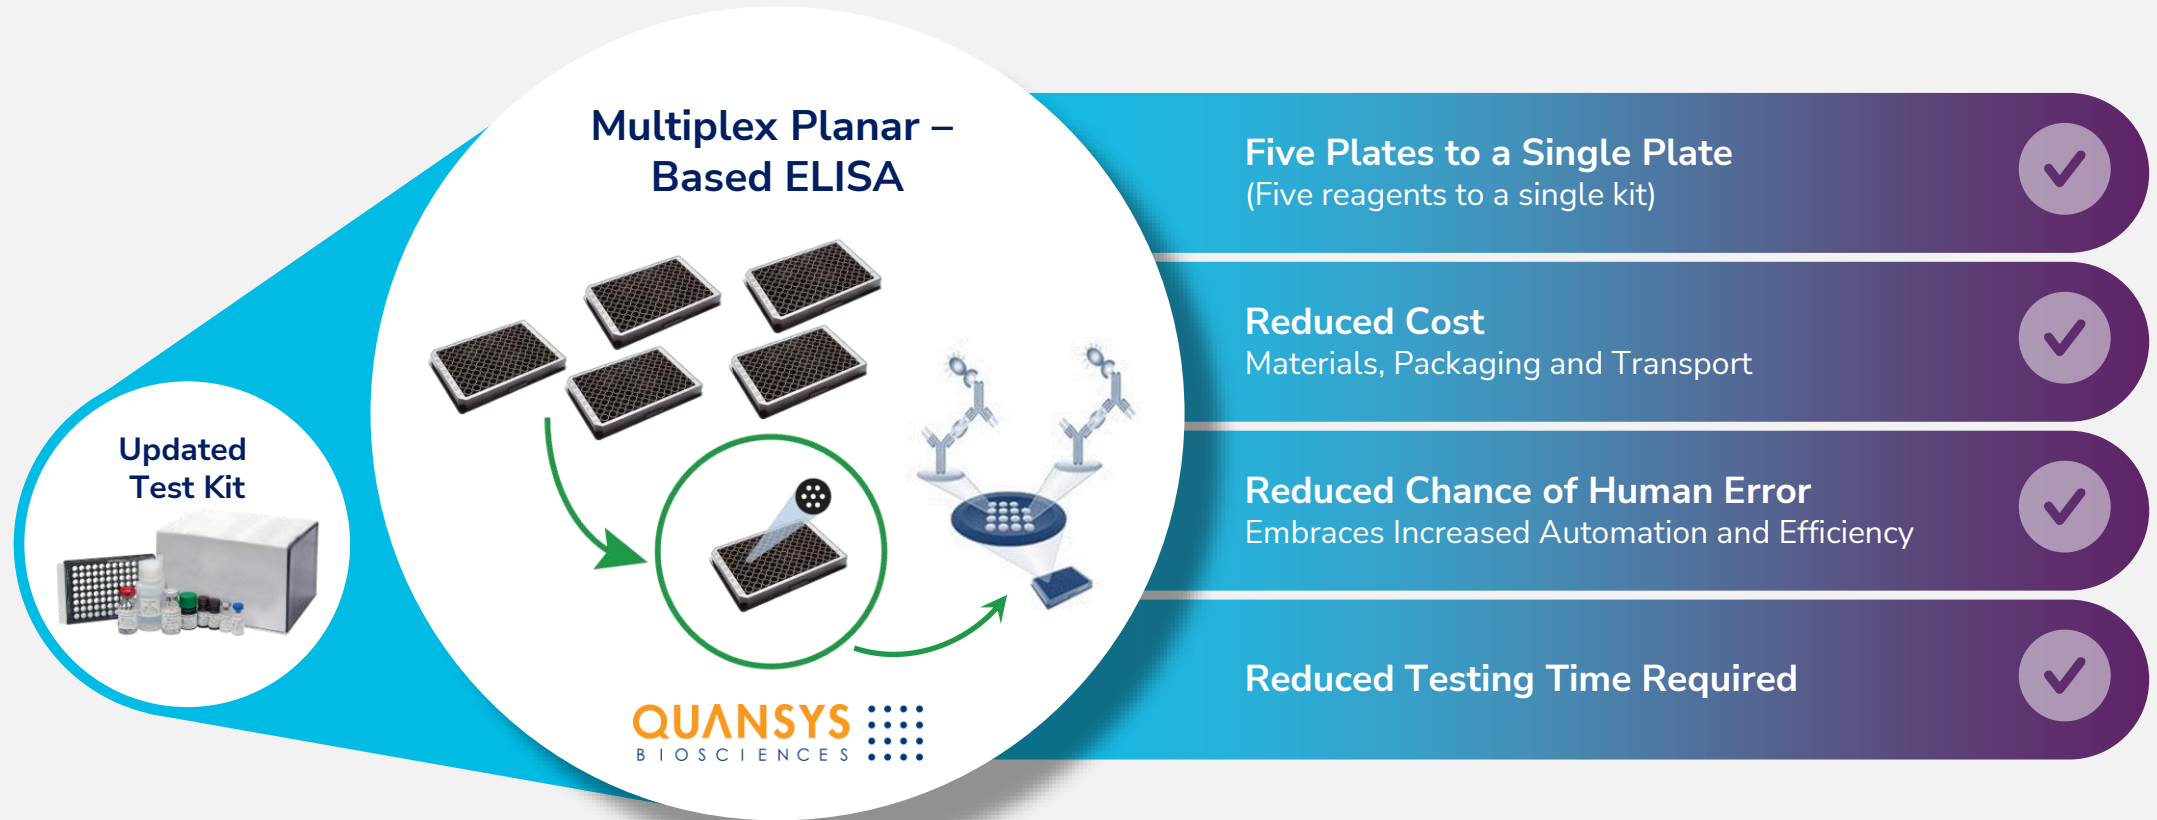 Updated
Test Kit
Multiplex Planar –
Based ELISA
QUANSYS
BIOSCIENCES
Five Plates to a Single Plate
(Five reagents to a single kit)
Reduced Cost
Materials, Packaging and Transport
Reduced Chance of Human Error
Embraces Increased Automation and Efficiency
Reduced Testing Time Required